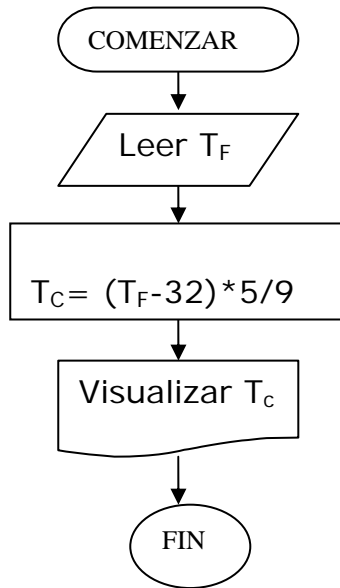 COMENZAR
Leer T_F
T_C= (T_F-32)*5/9
Visualizar T_c
FIN